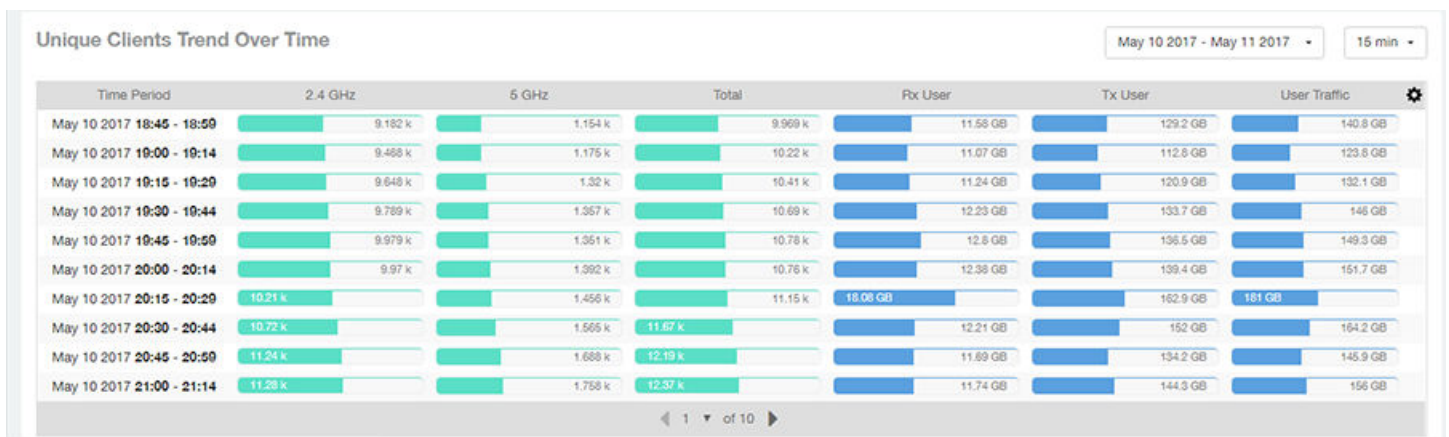 Unique Clients Trend Over Time May 10 2017 - May 11 2017 15 min
Time Period 2.4 GHz 5 GHz Total Rx User Tx User User Traffic
May 10 2017 18:45 - 18:59 9.182 k 1.154 k 9.969 k 11.58 GB 129.2 GB 140.8 GB
May 10 2017 19:00 - 19:14 9.468 k 1.175 k 10.22 k 11.07 GB 112.8 GB 123.8 GB
May 10 2017 19:15 - 19:29 9.648 k 1.32 k 10.41 k 11.24 GB 120.9 GB 132.1 GB
May 10 2017 19:30 - 19:44 9.789 k 1.357 k 10.69 k 12.23 GB 133.7 GB 146 GB
May 10 2017 19:45 - 19:59 9.979 k 1.351 k 10.78 k 12.8 GB 136.5 GB 149.3 GB
May 10 2017 20:00 - 20:14 9.97 k 1.392 k 10.76 k 12.38 GB 139.4 GB 151.7 GB
May 10 2017 20:15 - 20:29 10.21 k 1.456 k 11.15 k 18.08 GB 162.9 GB 181 GB
May 10 2017 20:30 - 20:44 10.72 k 1.565 k 11.67 k 12.21 GB 152 GB 164.2 GB
May 10 2017 20:45 - 20:59 11.24 k 1.688 k 12.19 k 11.69 GB 134.2 GB 145.9 GB
May 10 2017 21:00 - 21:14 11.28 k 1.758 k 12.37 k 11.74 GB 144.3 GB 156 GB
1 of 10